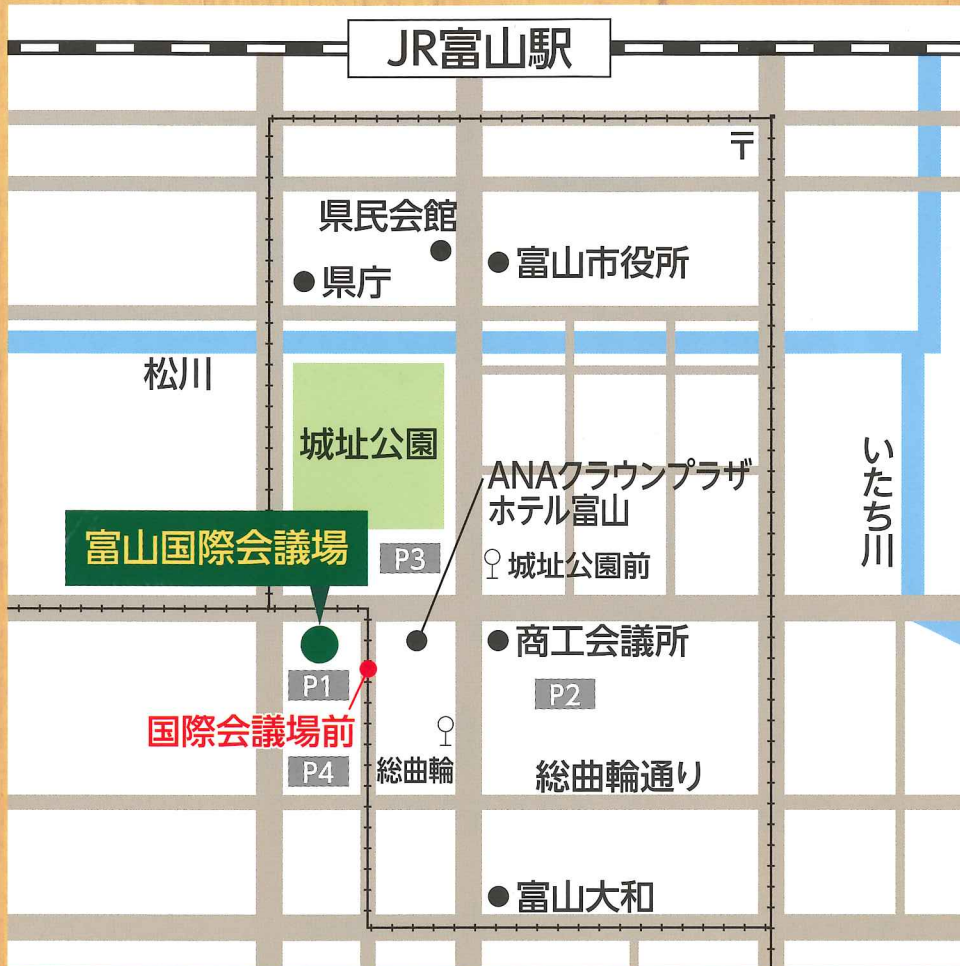 JR富山駅
〒
県民会館
県庁
富山市役所
松川
城址公園
ANAクラウンプラザ
ホテル富山
いたち川
富山国際会議場
P3
城址公園前
商工会議所
P1
P2
国際会議場前
P4
総曲輪
総曲輪通り
富山大和